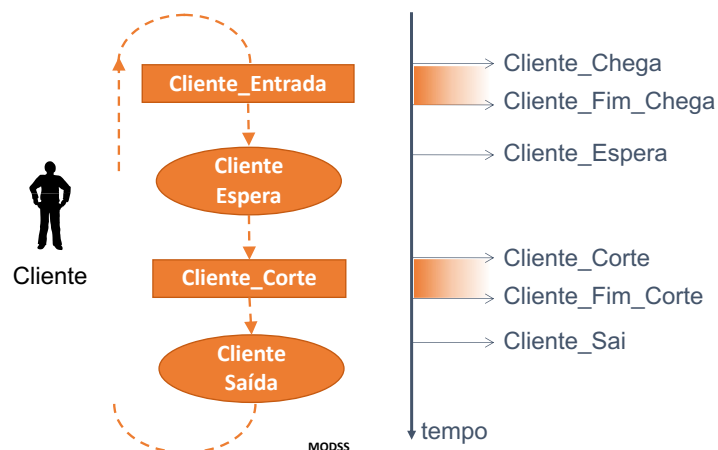 Cliente_Entrada
Cliente
Espera
Cliente_Corte
Cliente
Saída
Cliente
MODSS
Cliente_Chega
Cliente_Fim_Chega
Cliente_Espera
Cliente_Corte
Cliente_Fim_Corte
Cliente_Sai
tempo